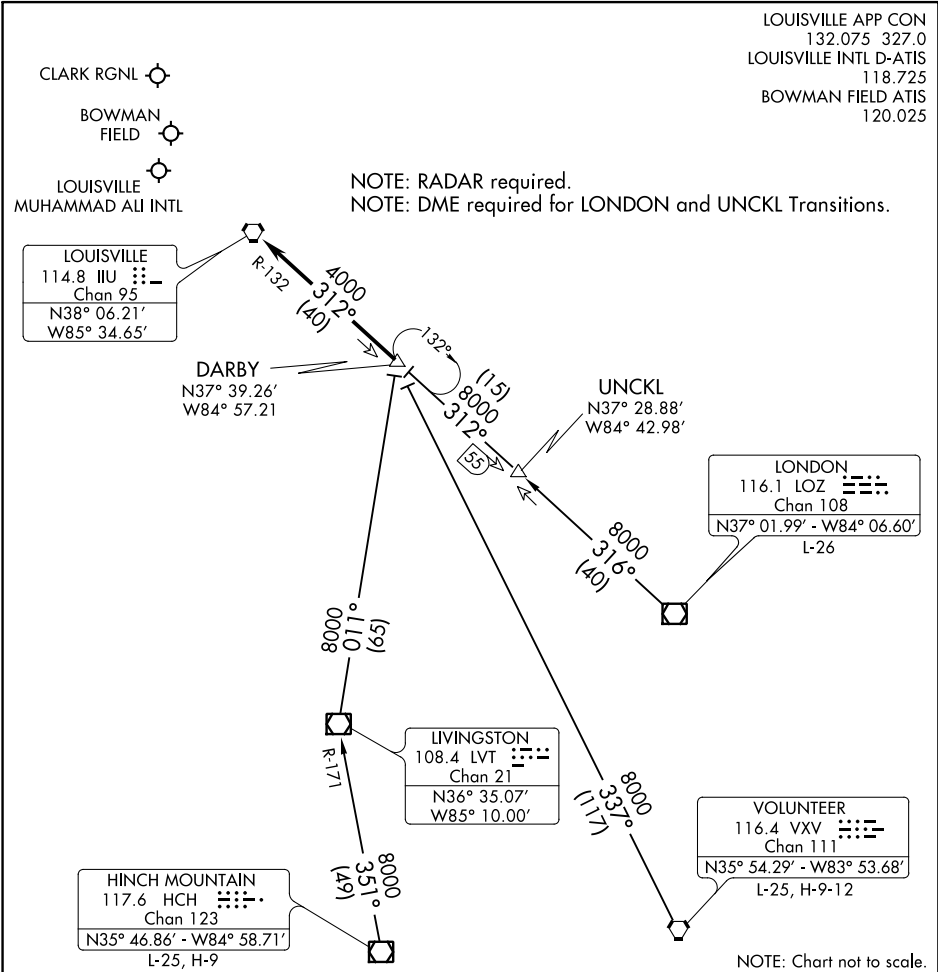 LOUISVILLE APP CON
132.075 327.0
LOUISVILLE INTL D-ATIS
118.725
BOWMAN FIELD ATIS
120.025
CLARK RGNL
BOWMAN
FIELD
LOUISVILLE
MUHAMMAD ALI INTL
NOTE: RADAR required.
NOTE: DME required for LONDON and UNCKL Transitions.
LOUISVILLE
114.8 IIU
Chan 95
N38° 06.21'
W85° 34.65'
R-132
4000
312°
(40)
DARBY
N37° 39.26'
W84° 57.21
132°
(15)
8000
312°
55
UNCKL
N37° 28.88'
W84° 42.98'
LONDON
116.1 LOZ
Chan 108
N37° 01.99' - W84° 06.60'
L-26
8000
316°
(40)
8000
011°
(65)
LIVINGSTON
108.4 LVT
Chan 21
N36° 35.07'
W85° 10.00'
R-171
8000
337°
(117)
VOLUNTEER
116.4 VXV
Chan 111
N35° 54.29' - W83° 53.68'
L-25, H-9-12
8000
351°
(49)
HINCH MOUNTAIN
117.6 HCH
Chan 123
N35° 46.86' - W84° 58.71'
L-25, H-9
NOTE: Chart not to scale.